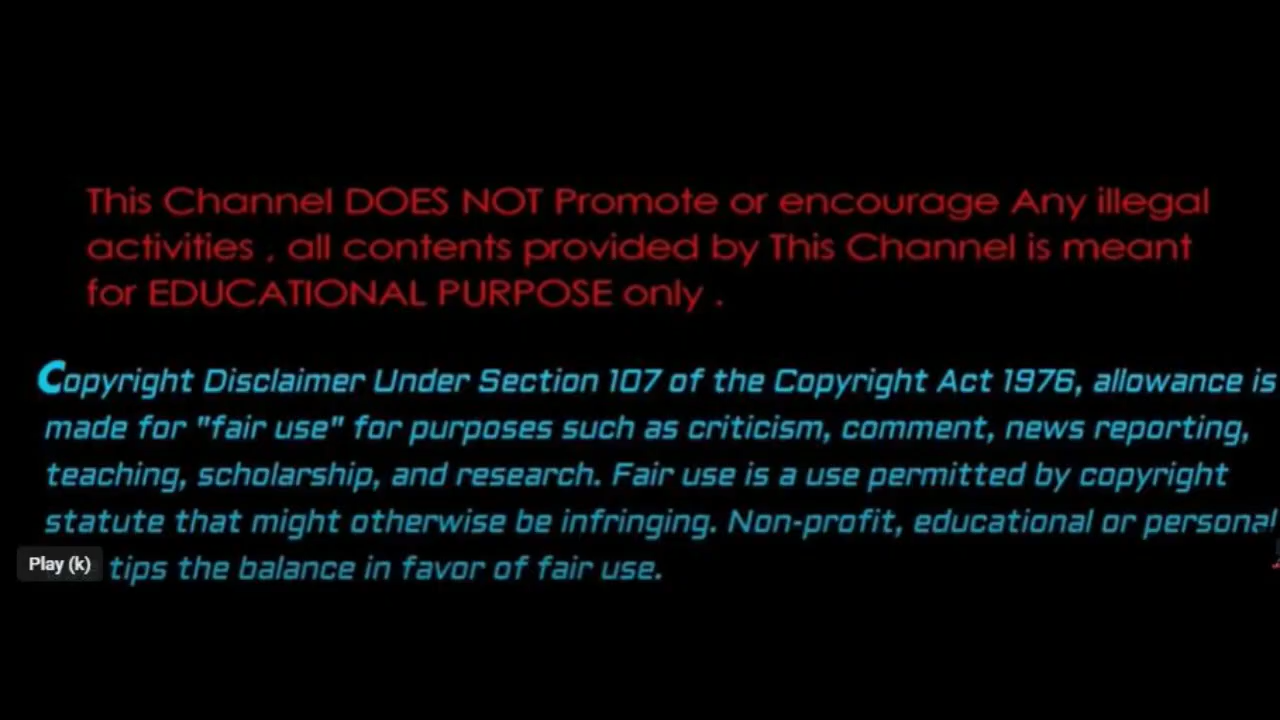 This Channel DOES NOT Promote or encourage Any illegal
activities , all contents provided by This Channel is meant
for EDUCATIONAL PURPOSE only .
Copyright Disclaimer Under Section 107 of the Copyright Act 1976, allowance is
made for "fair use" for purposes such as criticism, comment, news reporting,
teaching, scholarship, and research. Fair use is a use permitted by copyright
statute that might otherwise be infringing. Non-profit, educational or personal
Play (k) tips the balance in favor of fair use.